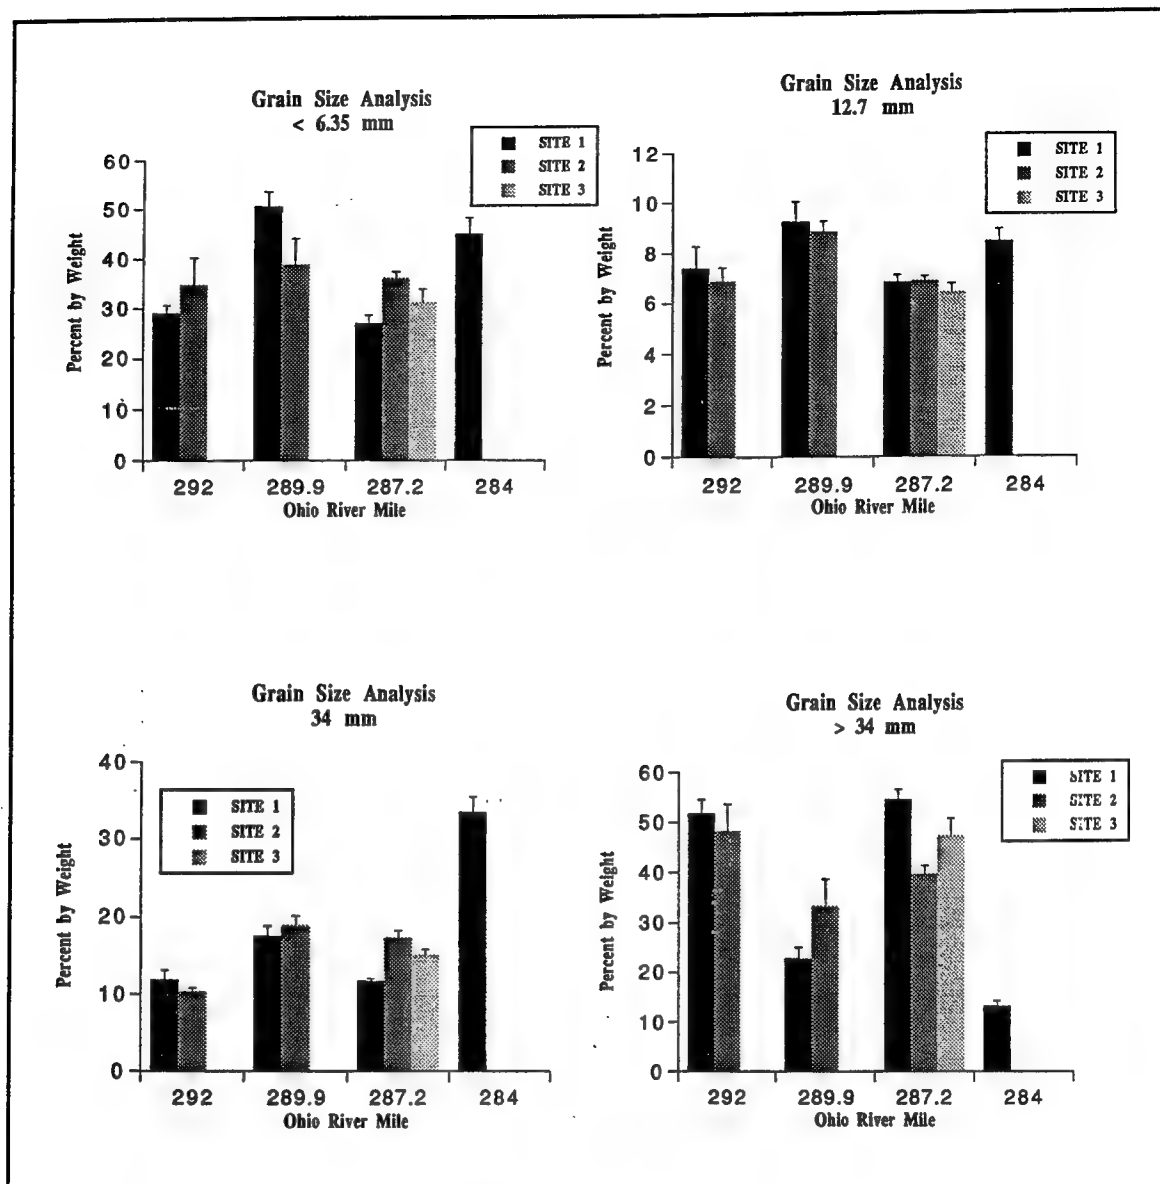 Grain Size Analysis
< 6.35 mm
SITE 1
SITE 2
SITE 3
60
50
40
30
20
10
0
Percent by Weight
292 289.9 287.2 284
Ohio River Mile
Grain Size Analysis
12.7 mm
SITE 1
SITE 2
SITE 3
12
10
8
6
4
2
0
Percent by Weight
292 289.9 287.2 284
Ohio River Mile
Grain Size Analysis
34 mm
SITE 1
SITE 2
SITE 3
40
30
20
10
0
Percent by Weight
292 289.9 287.2 284
Ohio River Mile
Grain Size Analysis
> 34 mm
SITE 1
SITE 2
SITE 3
60
50
40
30
20
10
0
Percent by Weight
292 289.9 287.2 284
Ohio River Mile